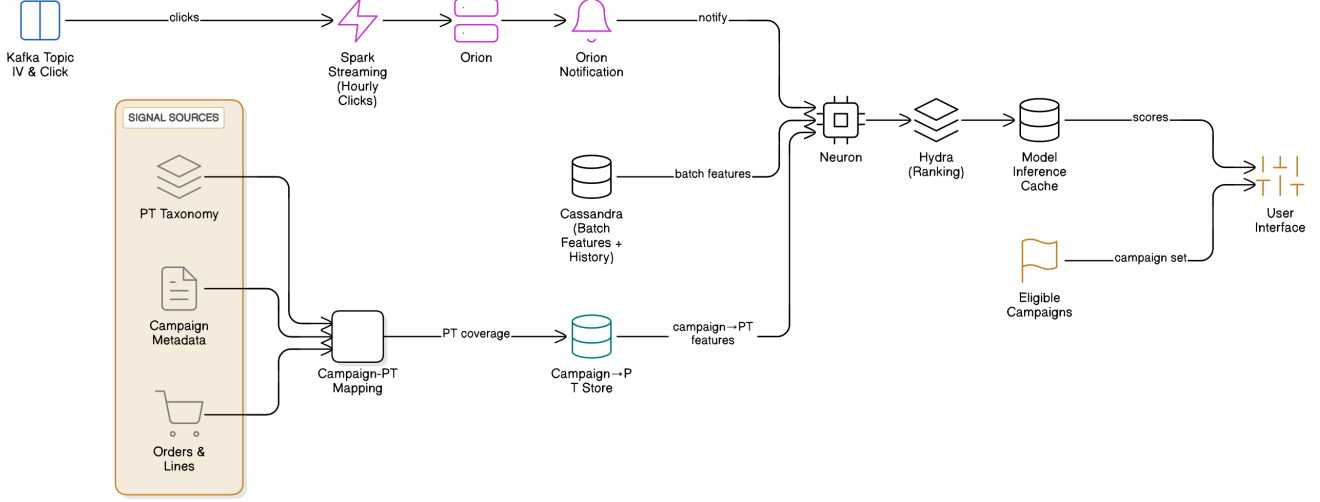 clicks
notify
Kafka Topic
IV & Click
Spark
Streaming
(Hourly
Clicks)
Orion
Orion
Notification
SIGNAL SOURCES
PT Taxonomy
Campaign
Metadata
Orders &
Lines
Campaign-PT
Mapping
PT coverage
Cassandra
(Batch
Features +
History)
batch features
Campaign→P
T Store
campaign→PT
features
Neuron
Hydra
(Ranking)
Model
Inference
Cache
scores
Eligible
Campaigns
campaign set
User
Interface